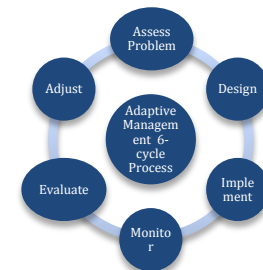 Assess
Problem
Design
Imple
ment
Monito
r
Evaluate
Adjust
Adaptive
Managem
ent 6-
cycle
Process